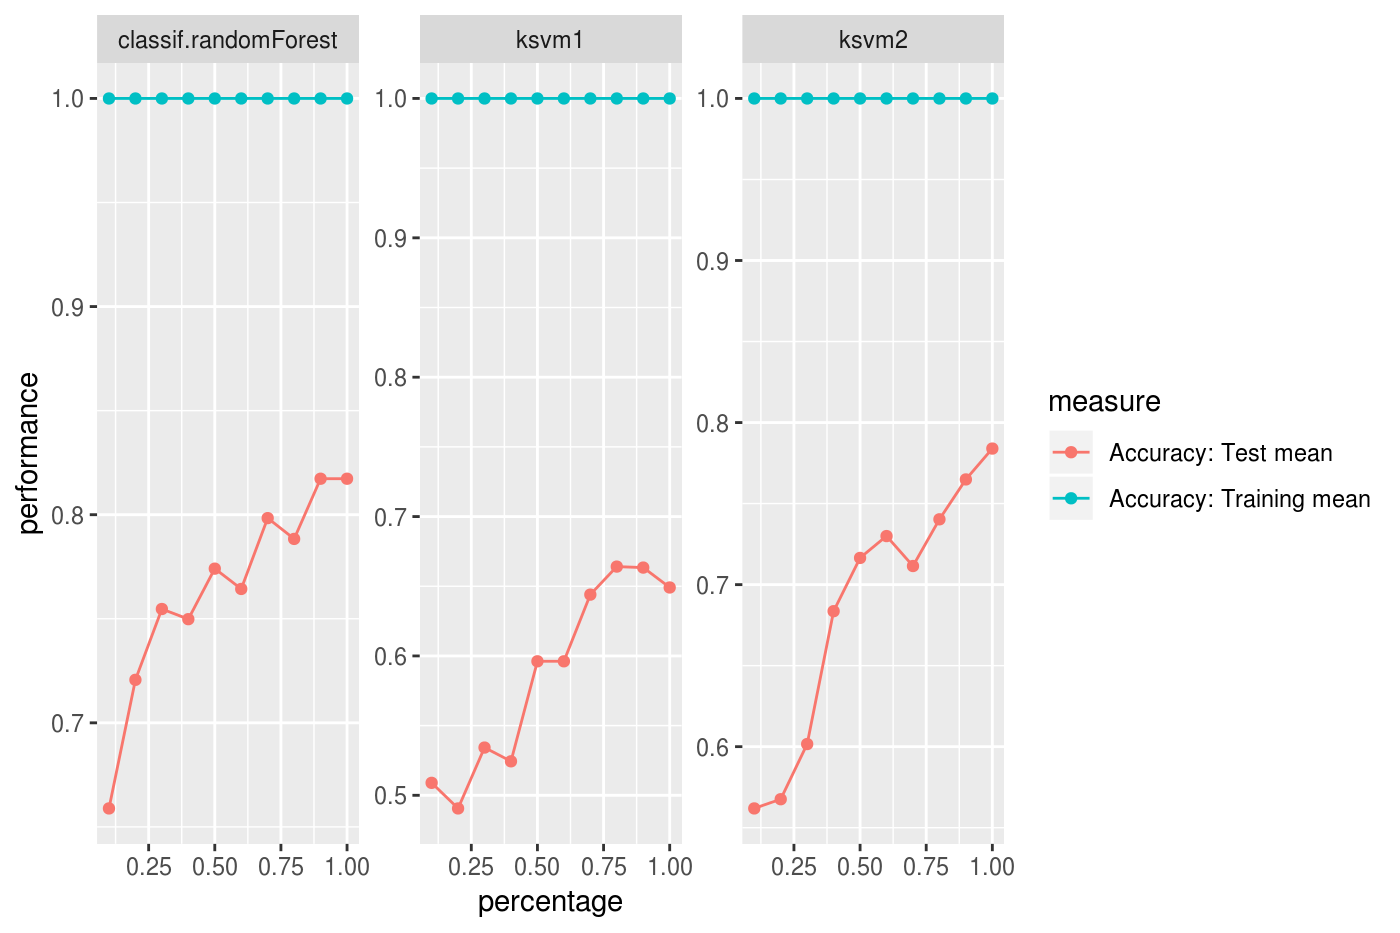 classif.randomForest
ksvm1
ksvm2
performance
1.0
0.9
0.8
0.7
1.0
0.9
0.8
0.7
0.6
0.5
1.0
0.9
0.8
0.7
0.6
0.25 0.50 0.75 1.00
0.25 0.50 0.75 1.00
0.25 0.50 0.75 1.00
percentage
measure
Accuracy: Test mean
Accuracy: Training mean